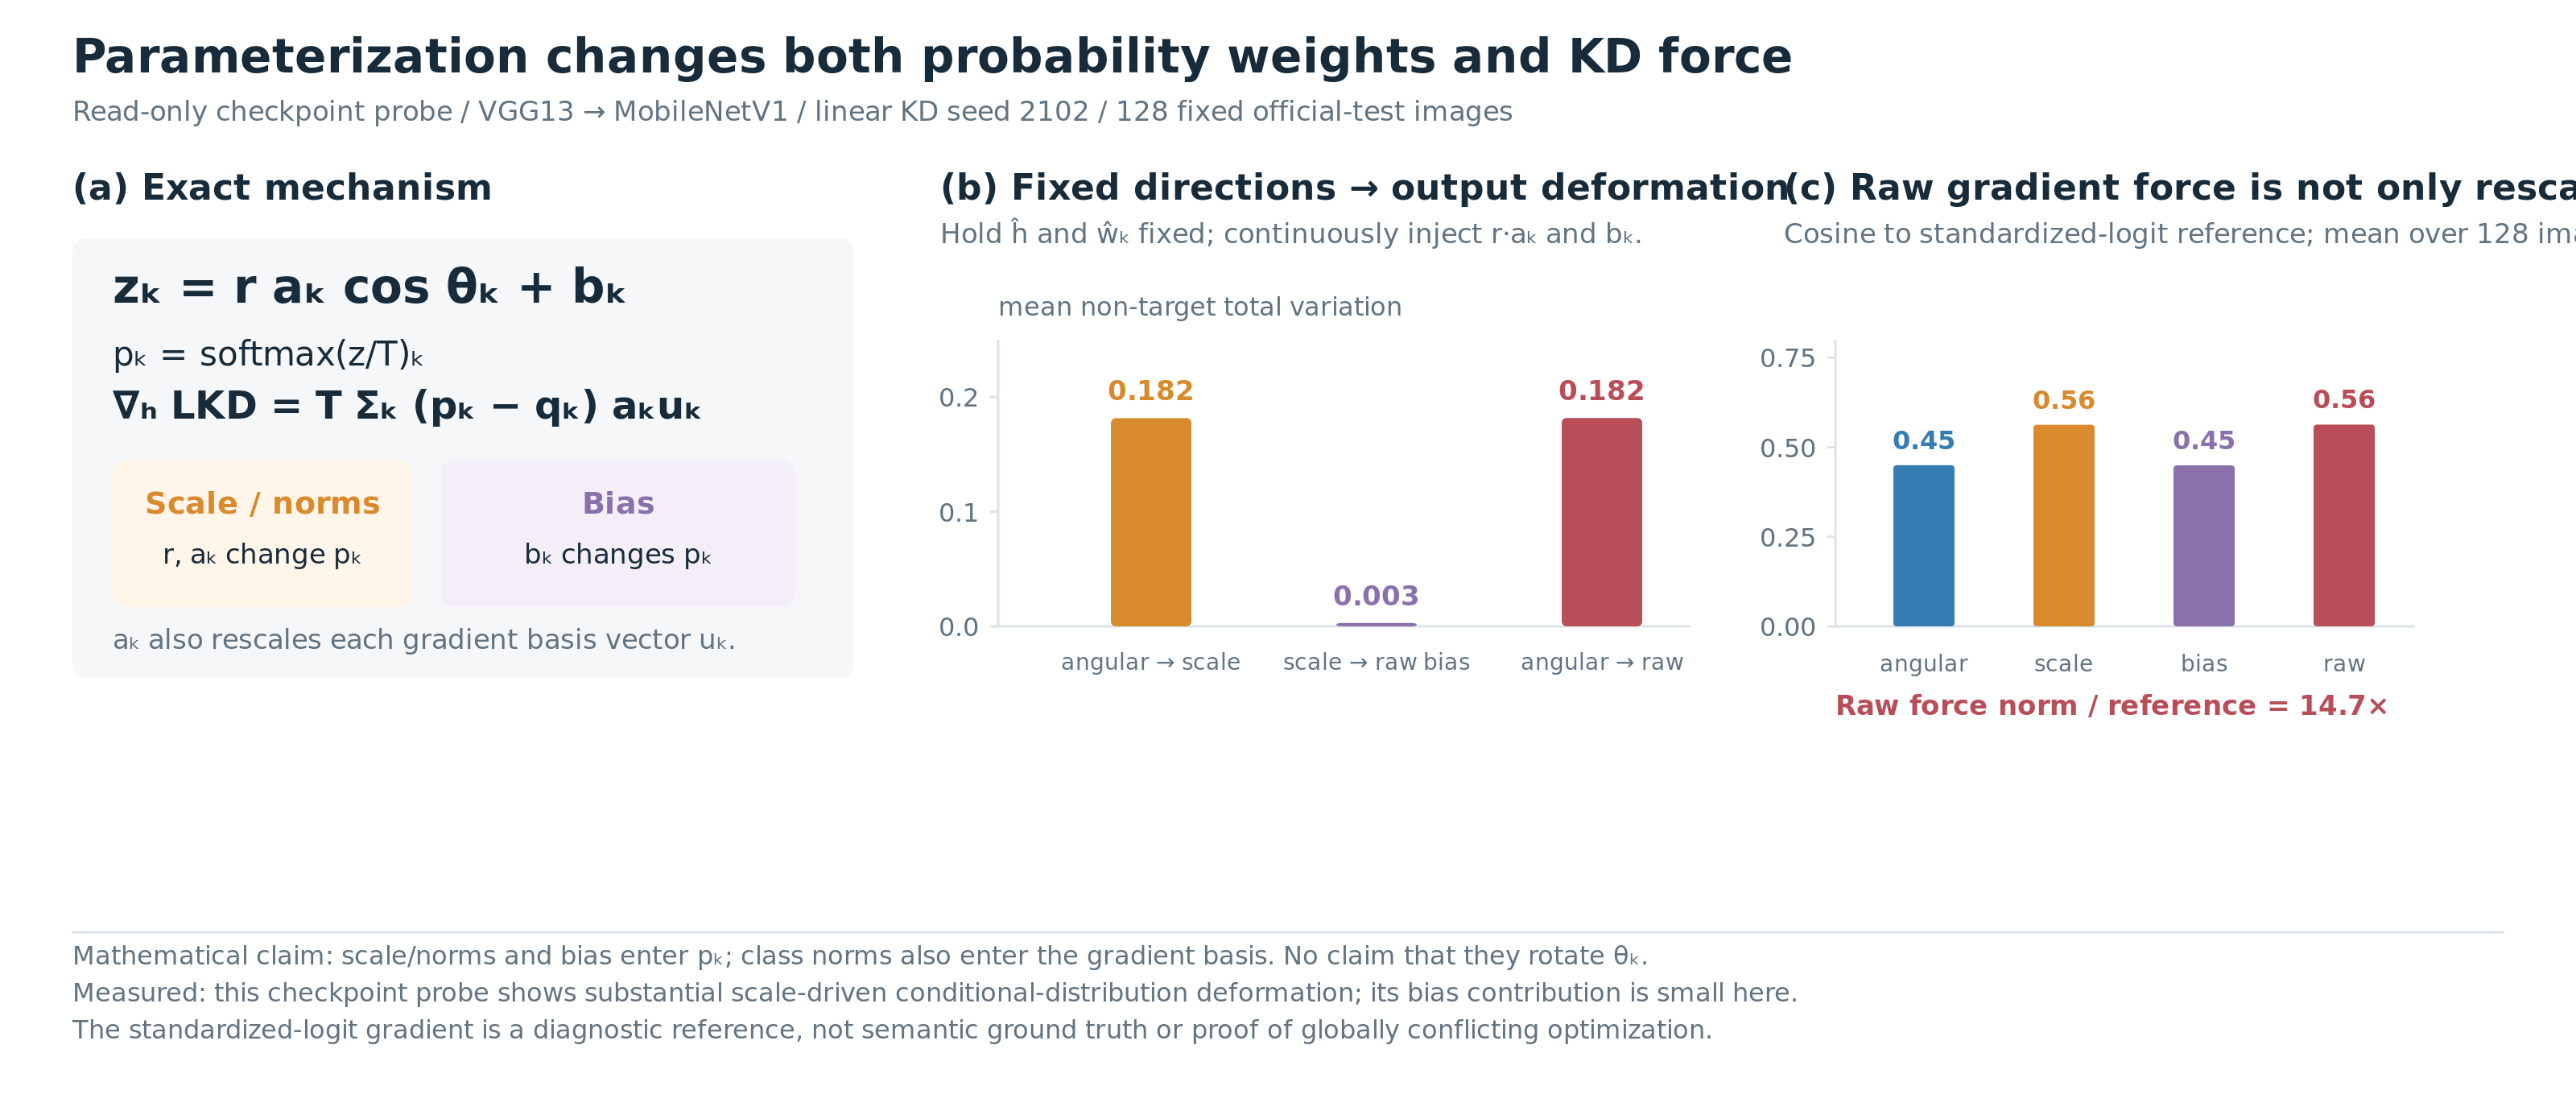 Parameterization changes both probability weights and KD force
Read-only checkpoint probe / VGG13 → MobileNetV1 / linear KD seed 2102 / 128 fixed official-test images
(a) Exact mechanism
zₖ = r aₖ cos θₖ + bₖ
pₖ = softmax(z/T)ₖ
∇ₕ LKD = T Σₖ (pₖ − qₖ) aₖuₖ
Scale / norms
r, aₖ change pₖ
Bias
bₖ changes pₖ
aₖ also rescales each gradient basis vector uₖ.
(b) Fixed directions → output deformation
Hold ĥ and ŵₖ fixed; continuously inject r·aₖ and bₖ.
mean non-target total variation
0.2
0.1
0.0
0.182
0.003
0.182
angular → scale
scale → raw bias
angular → raw
(c) Raw gradient force is not only resca
Cosine to standardized-logit reference; mean over 128 ima
0.75
0.50
0.25
0.00
0.45
0.56
0.45
0.56
angular
scale
bias
raw
Raw force norm / reference = 14.7×
Mathematical claim: scale/norms and bias enter pₖ; class norms also enter the gradient basis. No claim that they rotate θₖ.
Measured: this checkpoint probe shows substantial scale-driven conditional-distribution deformation; its bias contribution is small here.
The standardized-logit gradient is a diagnostic reference, not semantic ground truth or proof of globally conflicting optimization.